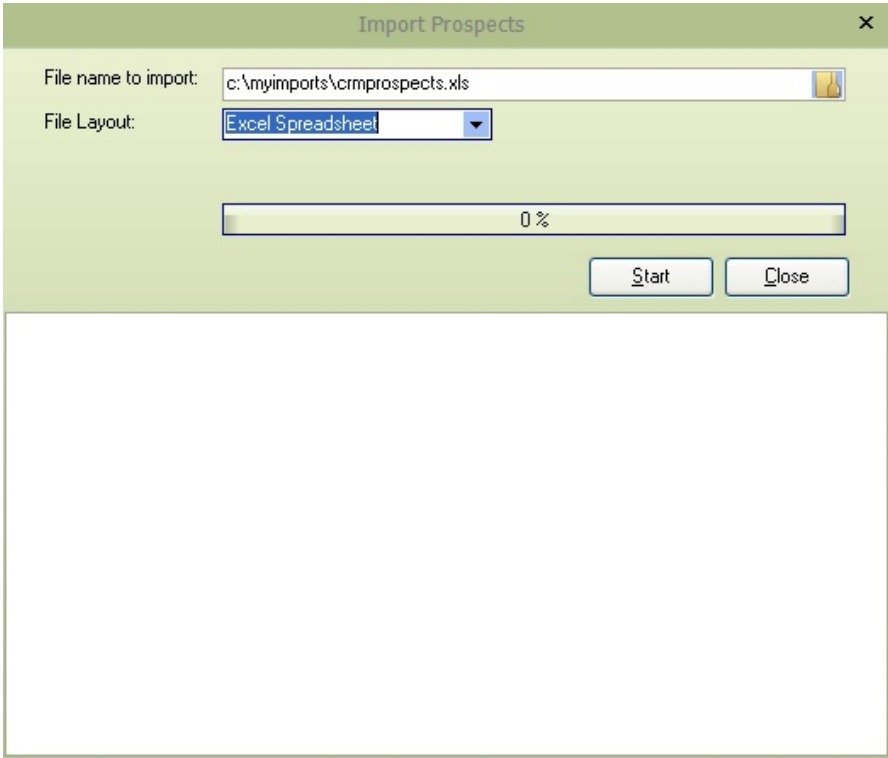 Import Prospects
File name to import: c:\myimports\crmprospects.xls
File Layout: Excel Spreadsheet
0 %
Start Close